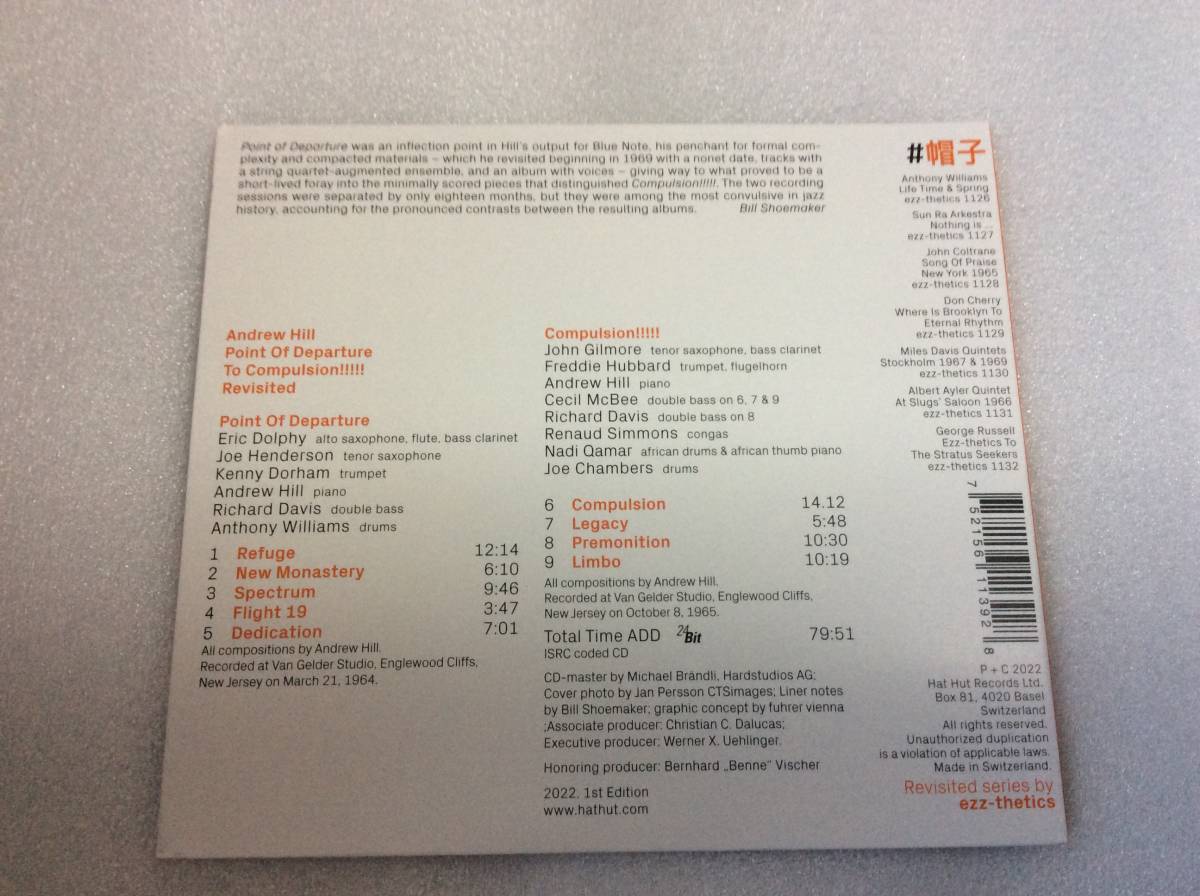 Point of Departure was an inflection point in Hill's output for Blue Note, his penchant for formal com-
plexity and compacted materials – which he revisited beginning in 1969 with a nonet date, tracks with
a string quartet-augmented ensemble, and an album with voices – giving way to what proved to be a
short-lived foray into the minimally scored pieces that distinguished Compulsion!!!!!. The two recording
sessions were separated by only eighteen months, but they were among the most convulsive in jazz
history, accounting for the pronounced contrasts between the resulting albums. Bill Shoemaker
Andrew Hill
Point Of Departure
To Compulsion!!!!!
Revisited
Point Of Departure
Eric Dolphy alto saxophone, flute, bass clarinet
Joe Henderson tenor saxophone
Kenny Dorham trumpet
Andrew Hill piano
Richard Davis double bass
Anthony Williams drums
1 Refuge 12:14
2 New Monastery 6:10
3 Spectrum 9:46
4 Flight 19 3:47
5 Dedication 7:01
All compositions by Andrew Hill.
Recorded at Van Gelder Studio, Englewood Cliffs,
New Jersey on March 21, 1964.
Compulsion!!!!!
John Gilmore tenor saxophone, bass clarinet
Freddie Hubbard trumpet, flugelhorn
Andrew Hill piano
Cecil McBee double bass on 6, 7 & 9
Richard Davis double bass on 8
Renaud Simmons congas
Nadi Qamar african drums & african thumb piano
Joe Chambers drums
6 Compulsion 14.12
7 Legacy 5:48
8 Premonition 10:30
9 Limbo 10:19
All compositions by Andrew Hill.
Recorded at Van Gelder Studio, Englewood Cliffs,
New Jersey on October 8, 1965.
Total Time ADD 24Bit 79:51
ISRC coded CD
CD-master by Michael Brändli, Hardstudios AG;
Cover photo by Jan Persson CTSimages; Liner notes
by Bill Shoemaker; graphic concept by fuhrer vienna
;Associate producer: Christian C. Dalucas;
Executive producer: Werner X. Uehlinger.
Honoring producer: Bernhard „Benne" Vischer
2022. 1st Edition
www.hathut.com
#帽子
Anthony Williams
Life Time & Spring
ezz-thetics 1126
Sun Ra Arkestra
Nothing is ...
ezz-thetics 1127
John Coltrane
Song Of Praise
New York 1965
ezz-thetics 1128
Don Cherry
Where Is Brooklyn To
Eternal Rhythm
ezz-thetics 1129
Miles Davis Quintets
Stockholm 1967 & 1969
ezz-thetics 1130
Albert Ayler Quintet
At Slugs' Saloon 1966
ezz-thetics 1131
George Russell
Ezz-thetics To
The Stratus Seekers
ezz-thetics 1132
7 52156 11392 8
P + C 2022
Hat Hut Records Ltd.
Box 81, 4020 Basel
Switzerland
All rights reserved.
Unauthorized duplication
is a violation of applicable laws.
Made in Switzerland.
Revisited series by
ezz-thetics